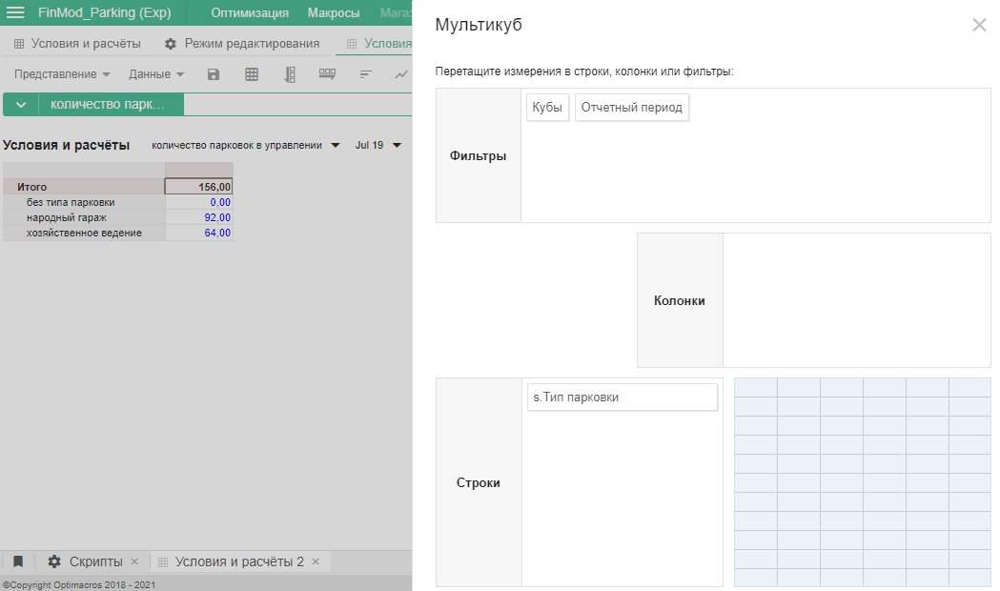 FinMod_Parking (Exp) Оптимизация Макросы Мага
Условия и расчёты Режим редактирования Условия
Представление Данные
количество парк...
Условия и расчёты количество парковок в управлении Jul 19
Итого 156,00
без типа парковки 0,00
народный гараж 92,00
хозяйственное ведение 64,00
Скрипты × Условия и расчёты 2 ×
©Copyright Optimacros 2018 - 2021
Мультикуб
Перетащите измерения в строки, колонки или фильтры:
Фильтры
Кубы Отчетный период
Колонки
Строки
s.Тип парковки